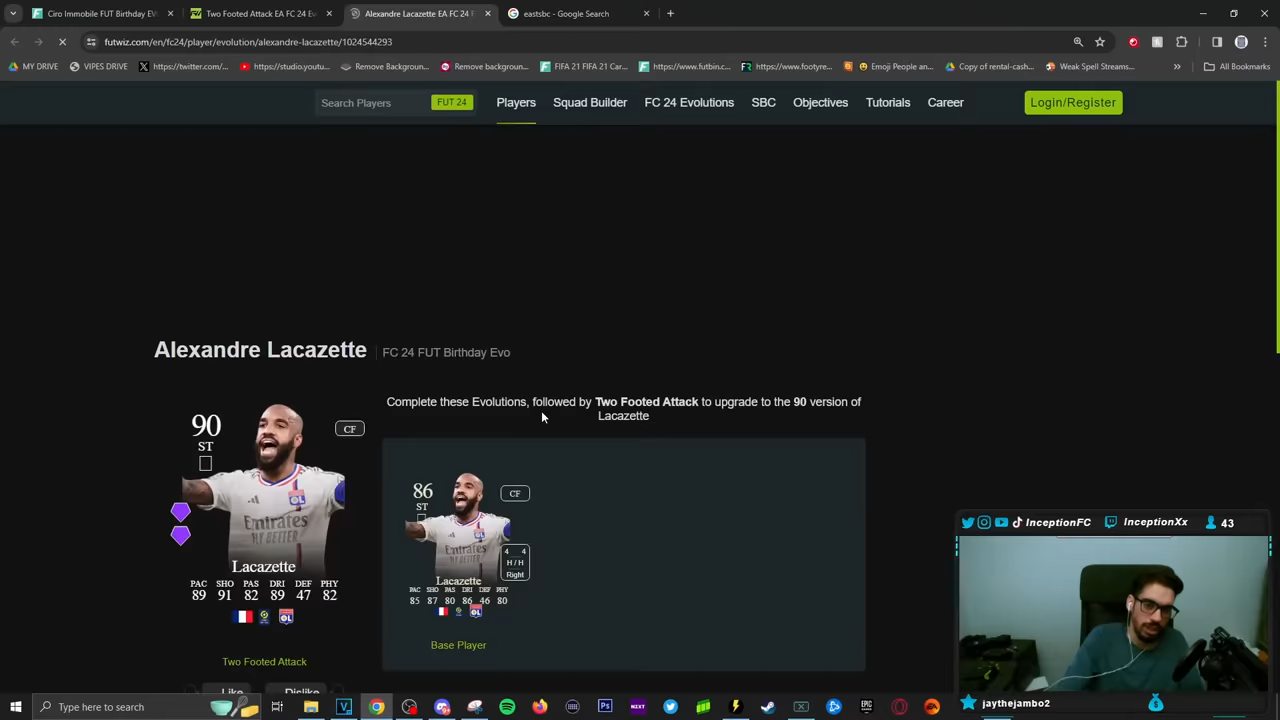 Ciro Immobile FUT Birthday EV
Two Footed Attack EA FC 24 E
Alexandre Lacazette EA FC 24 F
eastsbc - Google Search
futwiz.com/en/fc24/player/evolution/alexandre-lacazette/1024544293
MY DRIVE
VIPES DRIVE
https://twitter.com/...
https://studio.youtu...
Remove Backgroun...
Remove backgroun...
FIFA 21 FIFA 21 Car...
https://www.futbin...
https://www.footyre...
Emoji People an...
Copy of rental-cash...
Weak Spell Streams...
»
All Bookmarks
Search Players
FUT 24
Players
Squad Builder
FC 24 Evolutions
SBC
Objectives
Tutorials
Career
Login/Register
Alexandre Lacazette
FC 24 FUT Birthday Evo
Complete these Evolutions, followed by Two Footed Attack to upgrade to the 90 version of
Lacazette
90
ST
CF
Emirates
FLY BETTER
Lacazette
PAC SHO PAS DRI DEF PHY
89 91 82 89 47 82
Two Footed Attack
Like
Dislike
86
ST
CF
4 4
H / H
Right
Emirates
Lacazette
PAC SHO PAS DRI DEF PHY
85 87 80 86 46 80
Base Player
InceptionFC
InceptionXx
43
jaythejambo2
Type here to search